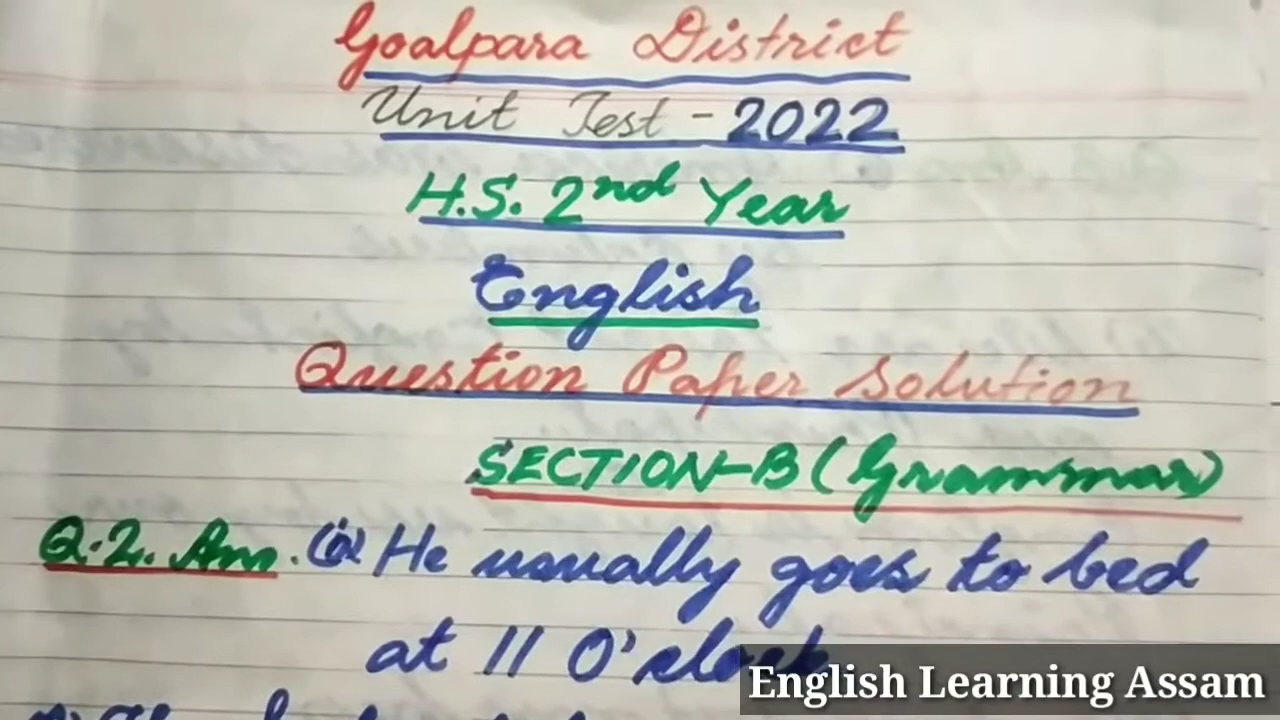 Goalpara District
Unit Test - 2022
H.S. 2nd Year
English
Question Paper Solution
SECTION-B (Grammar)
Q.2. Ans. (a) He usually goes to bed
at 11 O'clock
English Learning Assam